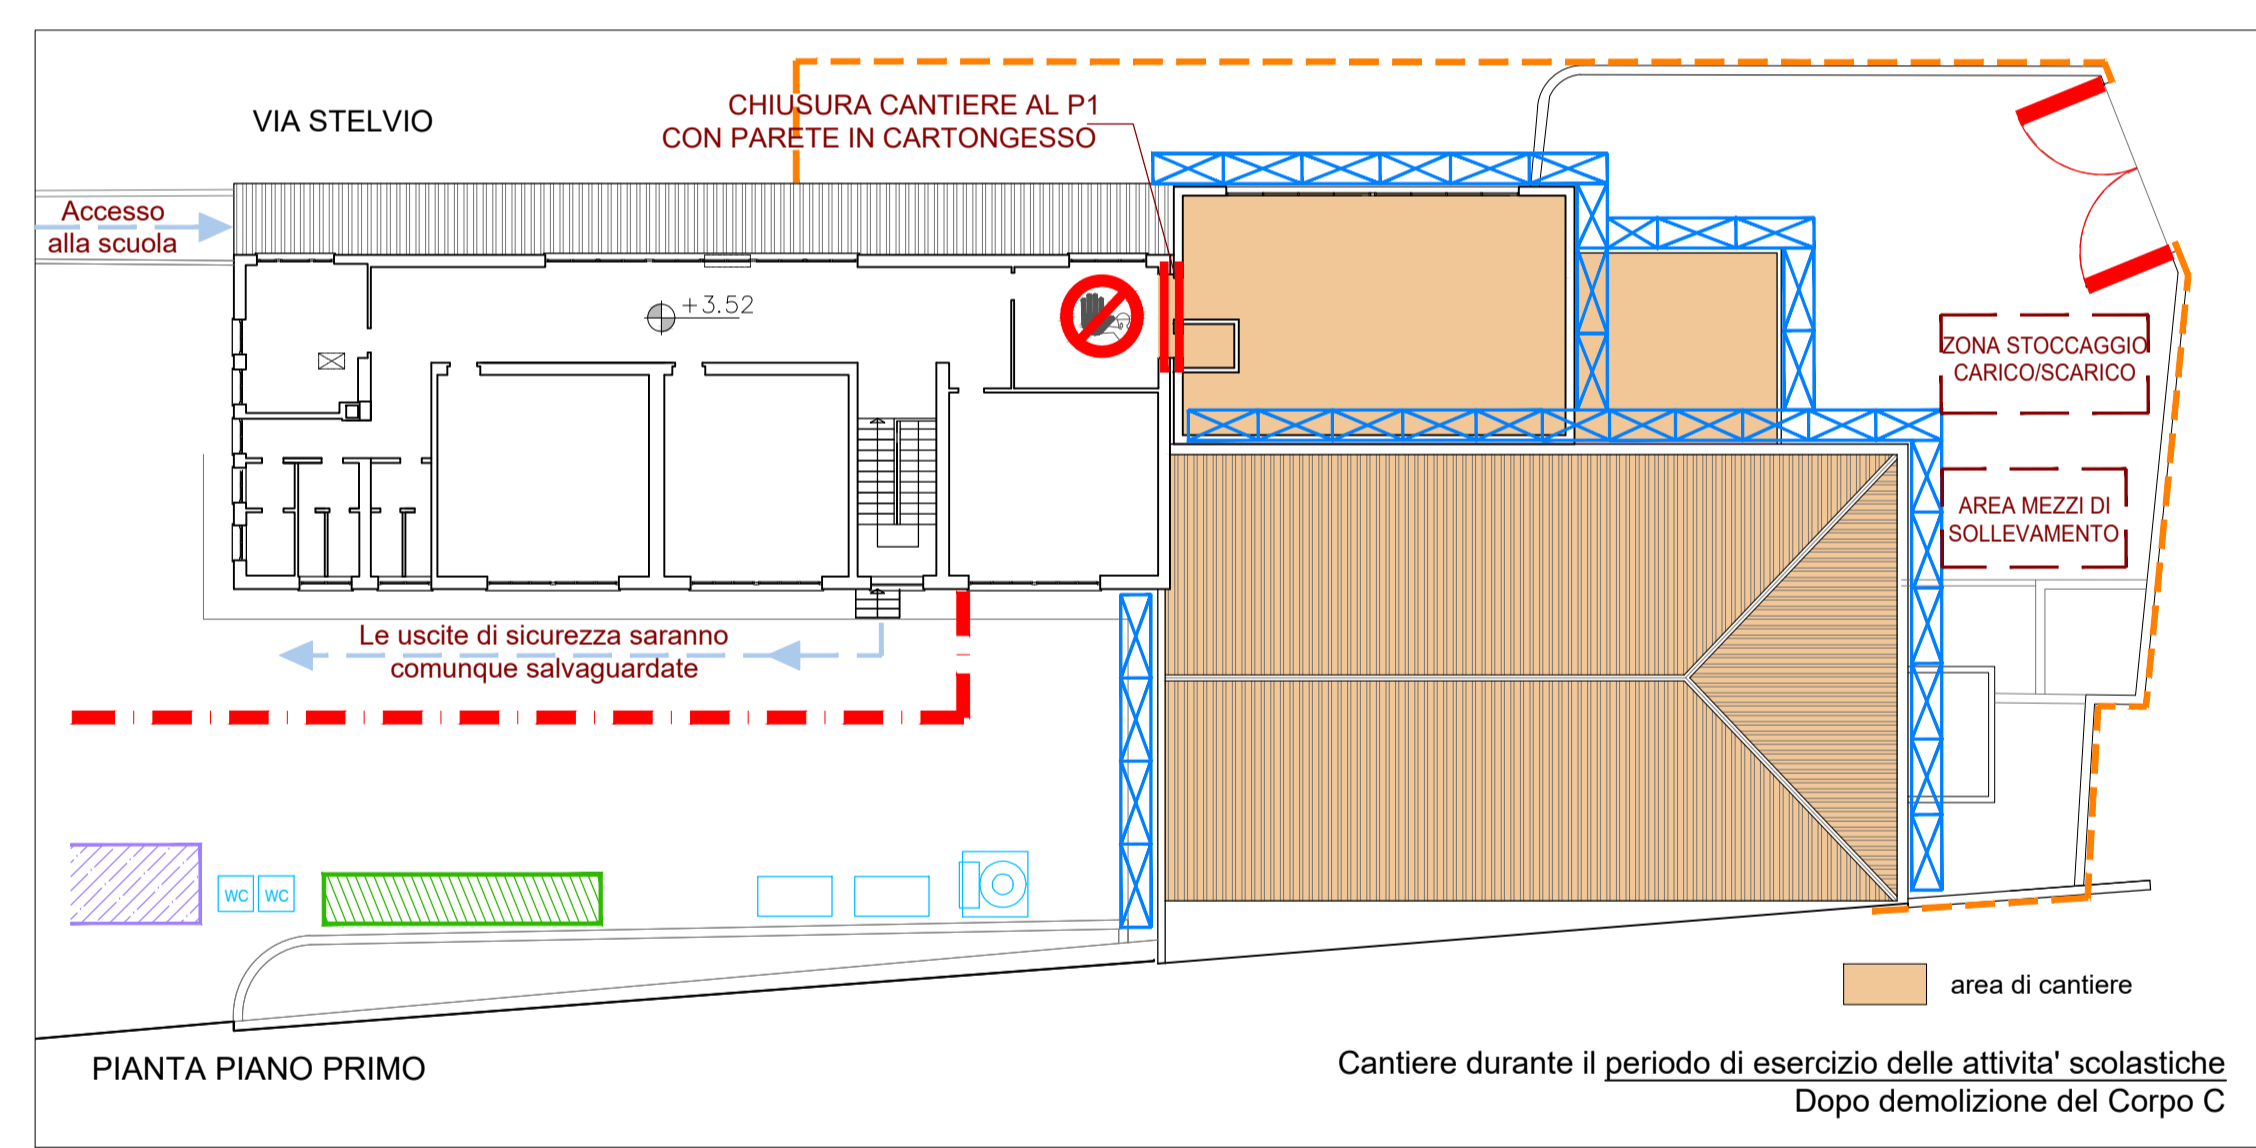 VIA STELVIO
CHIUSURA CANTIERE AL P1
CON PARETE IN CARTONGESSO
Accesso
alla scuola
+3.52
ZONA STOCCAGGIO
CARICO/SCARICO
AREA MEZZI DI
SOLLEVAMENTO
Le uscite di sicurezza saranno
comunque salvaguardate
WC
WC
area di cantiere
PIANTA PIANO PRIMO
Cantiere durante il periodo di esercizio delle attivita' scolastiche
Dopo demolizione del Corpo C